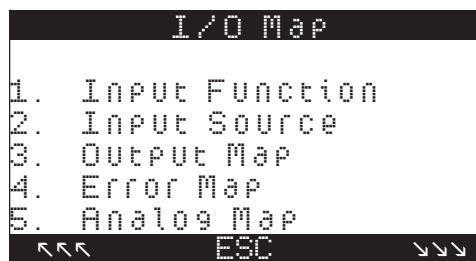 I/O Map
1. Input Function
2. Input Source
3. Output Map
4. Error Map
5. Analog Map
↖↖↖ ESC ↘↘↘